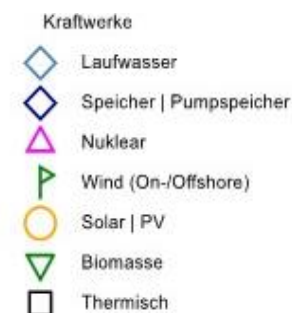 Kraftwerke
Laufwasser
Speicher | Pumpspeicher
Nuklear
Wind (On-/Offshore)
Solar | PV
Biomasse
Thermisch